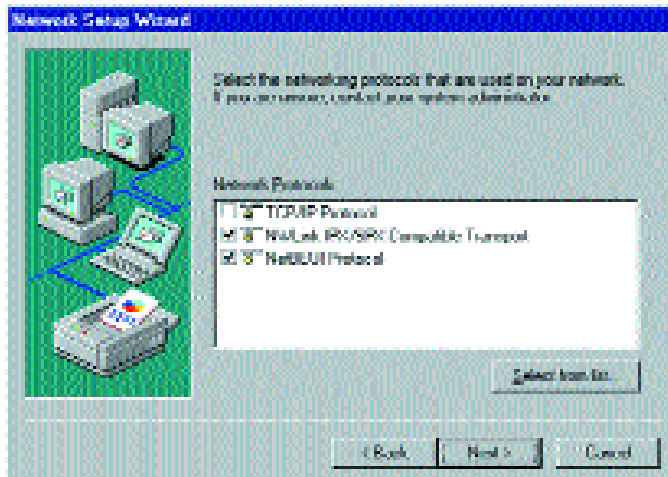 Network Setup Wizard
Select the networking protocols that are used on your network.
If you are unsure, contact your system administrator.
Network Protocols:
TCP/IP Protocol
NWLink IPX/SPX Compatible Transport
NetBEUI Protocol
Select from list...
< Back
Next >
Cancel